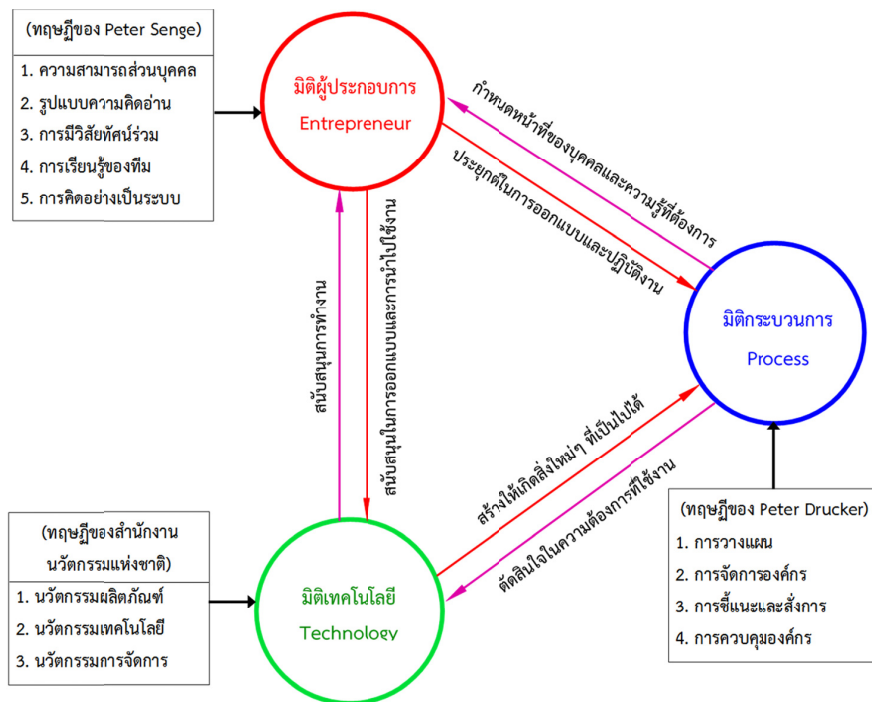 (ทฤษฏีของ Peter Senge)
1. ความสามารถส่วนบุคคล
2. รูปแบบความคิดอ่าน
3. การมีวิสัยทัศน์ร่วม
4. การเรียนรู้ของทีม
5. การคิดอย่างเป็นระบบ
มิติผู้ประกอบการ
Entrepreneur
กำหนดหน้าที่ของบุคคลและความรู้ที่ต้องการ
ประยุกต์ในการออกแบบและปฏิบัติงาน
สนับสนุนการทำงาน
สนับสนุนในการออกแบบและการนำไปใช้งาน
มิติกระบวนการ
Process
สร้างให้เกิดสิ่งใหม่ๆ ที่เป็นไปได้
ตัดสินใจในความต้องการที่ใช้งาน
(ทฤษฏีของสำนักงาน
นวัตกรรมแห่งชาติ)
1. นวัตกรรมผลิตภัณฑ์
2. นวัตกรรมเทคโนโลยี
3. นวัตกรรมการจัดการ
มิติเทคโนโลยี
Technology
(ทฤษฏีของ Peter Drucker)
1. การวางแผน
2. การจัดการองค์กร
3. การชี้แนะและสั่งการ
4. การควบคุมองค์กร